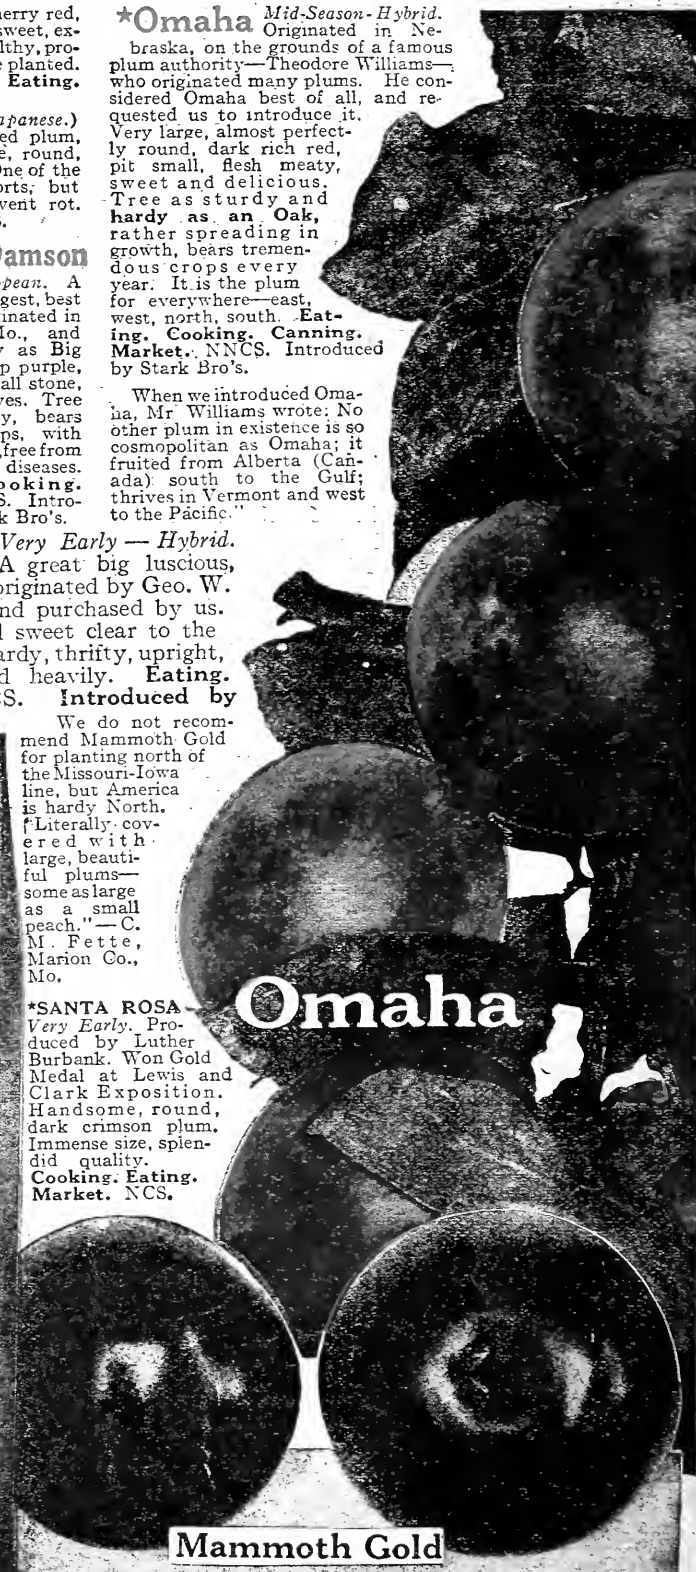 herry red,
sweet, ex-
lthy, pro-
planted.
Eating.
apanese.)
ed plum,
e, round,
One of the
orts, but
vent rot.
S.
Damson
pean. A
gest, best
inated in
Mo., and
y as Big
p purple,
all stone,
ves. Tree
y, bears
ps, with
, free from
diseases.
ooking.
S. Intro-
k Bro's.
*Omaha Mid-Season-Hybrid.
Originated in Ne-
braska, on the grounds of a famous
plum authority—Theodore Williams—
who originated many plums. He con-
sidered Omaha best of all, and re-
quested us to introduce it.
Very large, almost perfect-
ly round, dark rich red,
pit small, flesh meaty,
sweet and delicious.
Tree as sturdy and
hardy as an Oak,
rather spreading in
growth, bears tremen-
dous crops every
year. It is the plum
for everywhere—east,
west, north, south. Eat-
ing. Cooking. Canning.
Market. NNCS. Introduced
by Stark Bro's.
When we introduced Oma-
ha, Mr Williams wrote: No
other plum in existence is so
cosmopolitan as Omaha; it
fruited from Alberta (Can-
ada) south to the Gulf;
thrives in Vermont and west
to the Pacific."
Very Early — Hybrid.
A great big luscious,
originated by Geo. W.
nd purchased by us.
l sweet clear to the
ardy, thrifty, upright,
d heavily. Eating.
CS. Introduced by
We do not recom-
mend Mammoth Gold
for planting north of
the Missouri-Iowa
line, but America
is hardy North.
"Literally cov-
ered with
large, beauti-
ful plums—
some as large
as a small
peach."—C.
M. Fette,
Marion Co.,
Mo.
*SANTA ROSA—
Very Early. Pro-
duced by Luther
Burbank. Won Gold
Medal at Lewis and
Clark Exposition.
Handsome, round,
dark crimson plum.
Immense size, splen-
did quality.
Cooking. Eating.
Market. NCS.
Omaha
Mammoth Gold